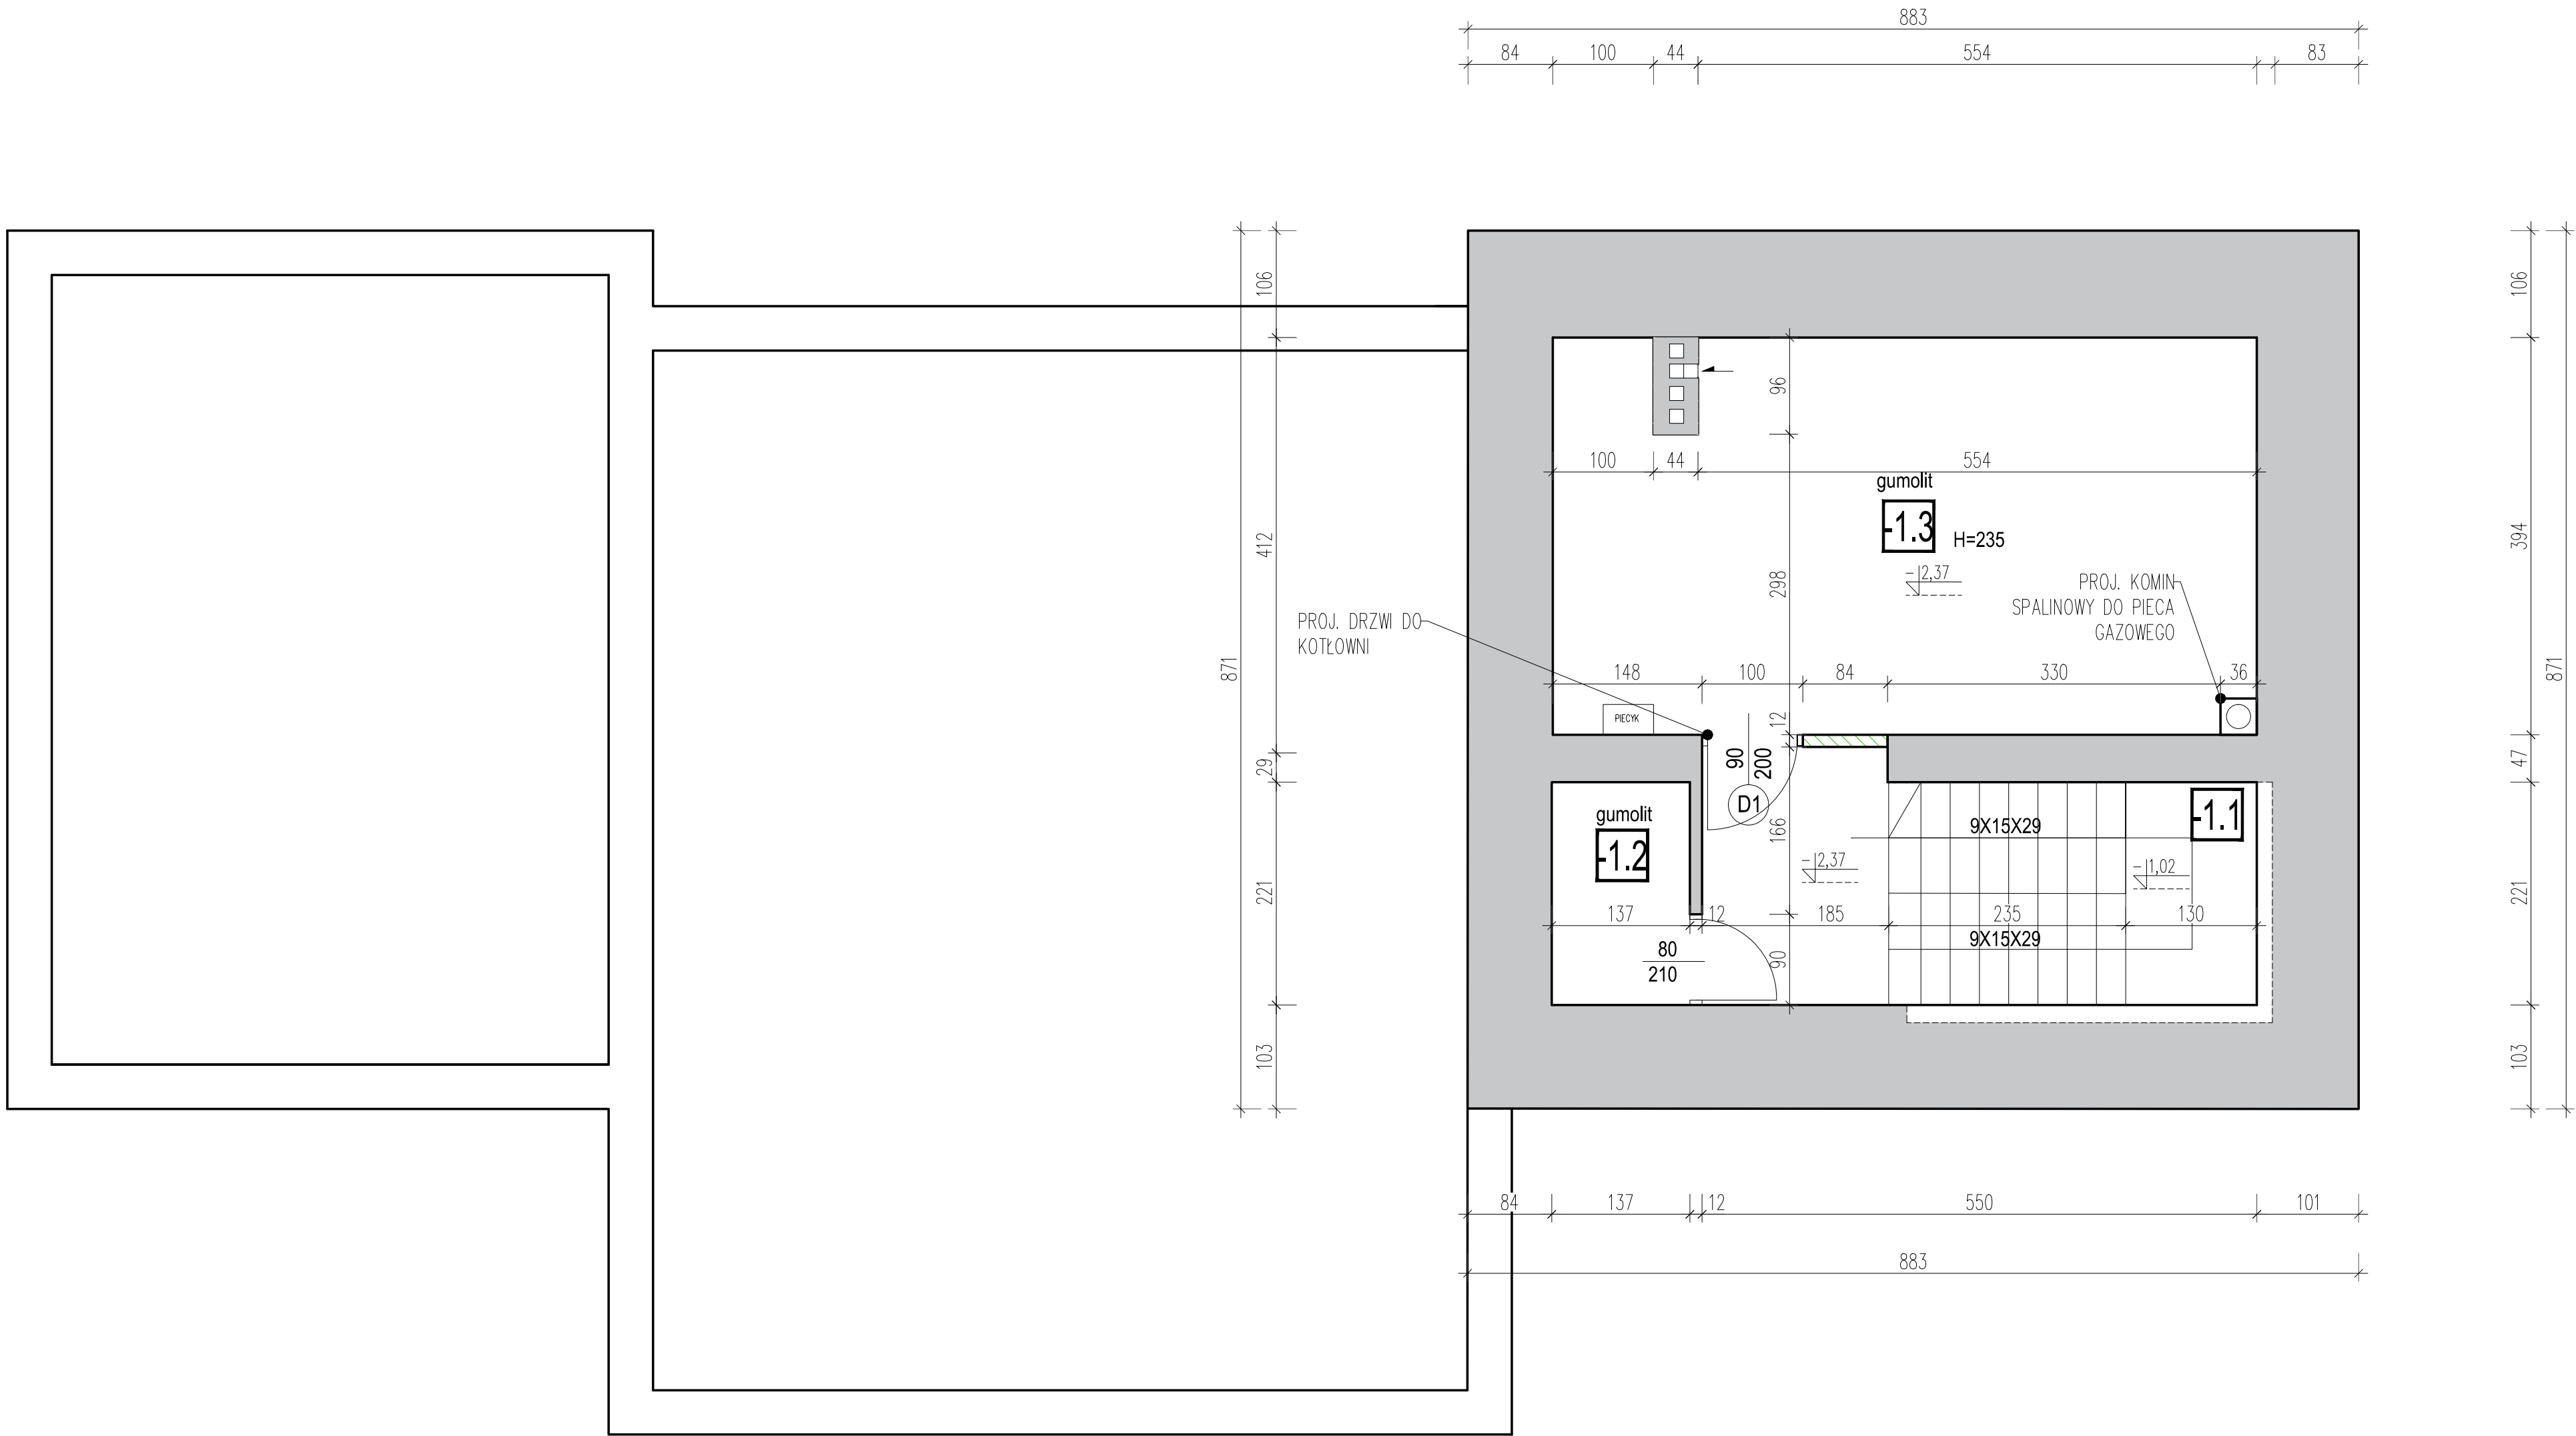 883
84 100 44 554 83
106
106
96
100 44 554
gumolit
-1.3
H=235
412
394
-2,37
298
PROJ. KOMIN
SPALINOWY DO PIECA
GAZOWEGO
PROJ. DRZWI DO
KOTŁOWNI
871
871
148 100 84 330 36
PIECYK
12
90
200
29
47
D1
gumolit
-1.2
166
9X15X29
-1.1
-2,37
-1,02
221
221
137 12 185 235 130
9X15X29
80
210
90
103
103
84 137 12 550 101
883